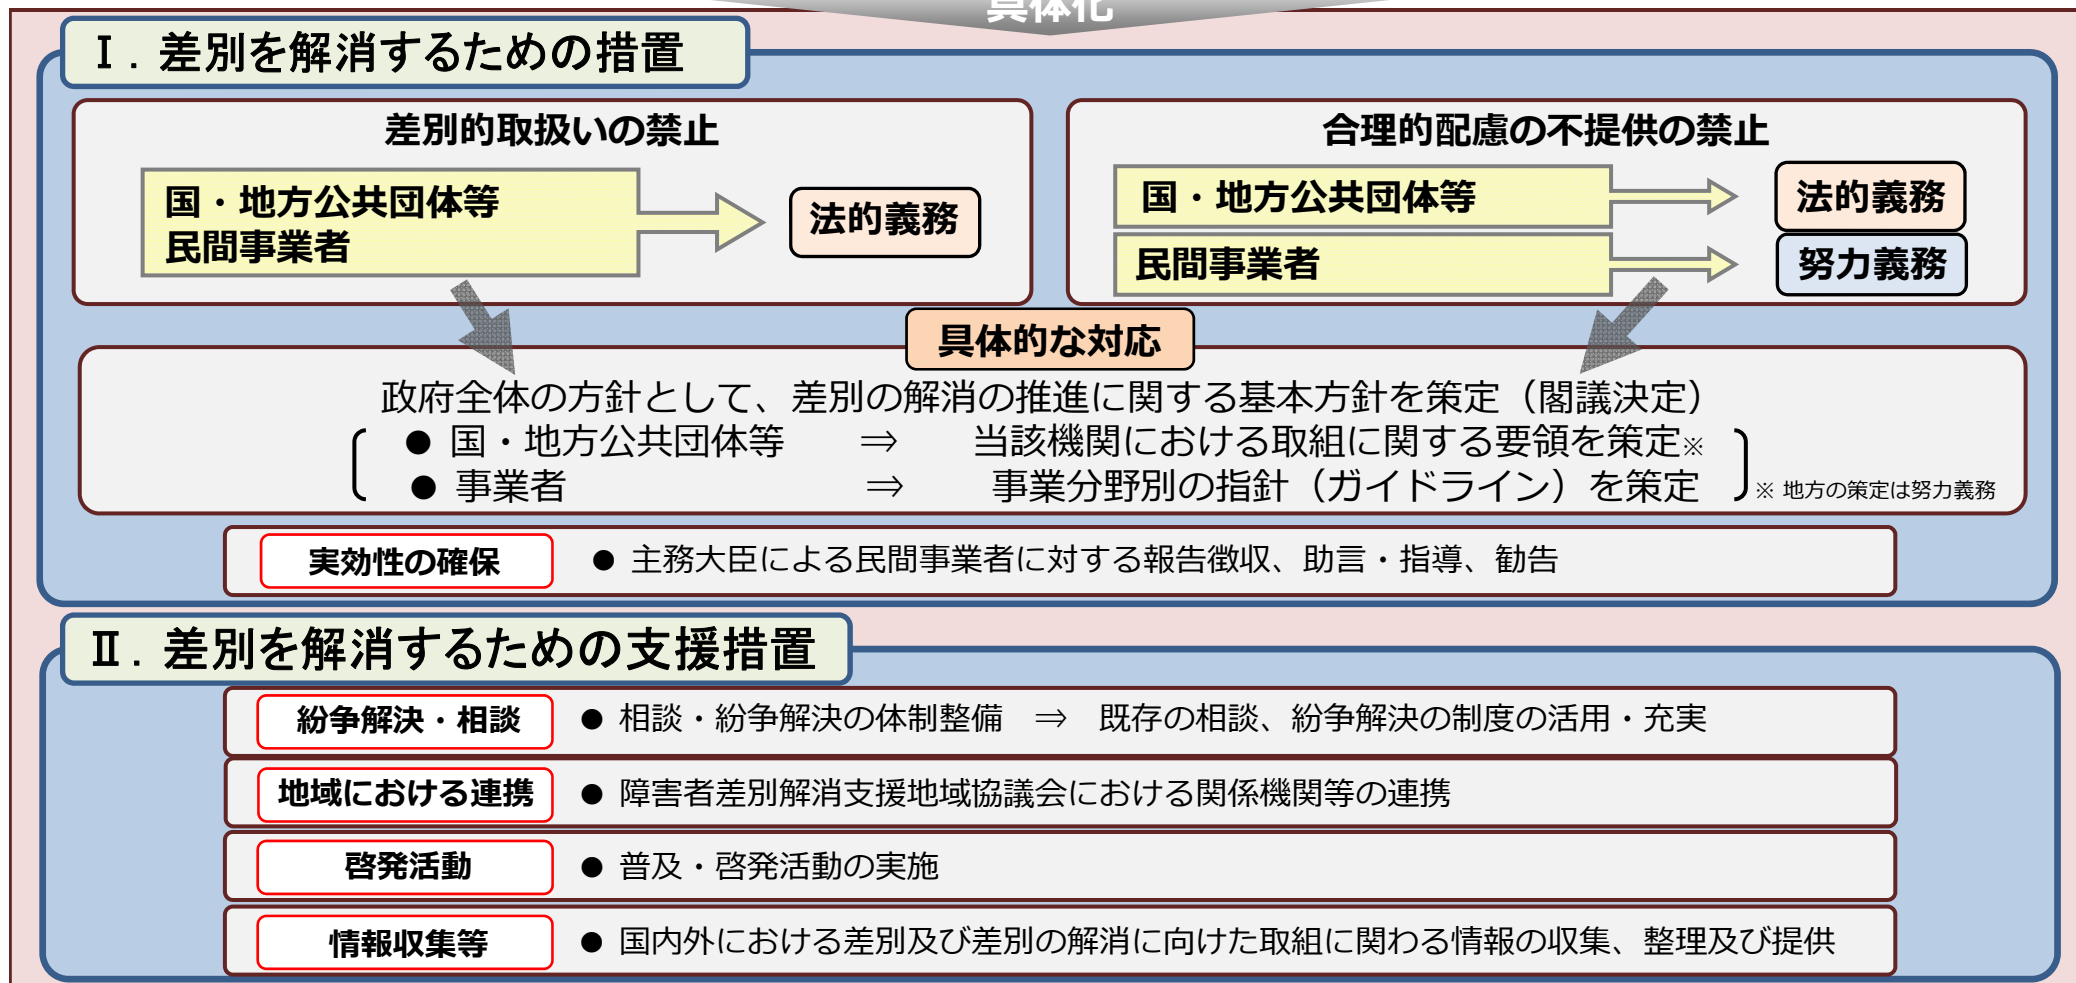 具体化
Ⅰ．差別を解消するための措置
差別的取扱いの禁止
国・地方公共団体等
民間事業者
法的義務
合理的配慮の不提供の禁止
国・地方公共団体等
法的義務
民間事業者
努力義務
具体的な対応
政府全体の方針として、差別の解消の推進に関する基本方針を策定（閣議決定）
● 国・地方公共団体等 ⇒ 当該機関における取組に関する要領を策定※
● 事業者 ⇒ 事業分野別の指針（ガイドライン）を策定
※ 地方の策定は努力義務
実効性の確保 ● 主務大臣による民間事業者に対する報告徴収、助言・指導、勧告
Ⅱ．差別を解消するための支援措置
紛争解決・相談 ● 相談・紛争解決の体制整備 ⇒ 既存の相談、紛争解決の制度の活用・充実
地域における連携 ● 障害者差別解消支援地域協議会における関係機関等の連携
啓発活動 ● 普及・啓発活動の実施
情報収集等 ● 国内外における差別及び差別の解消に向けた取組に関わる情報の収集、整理及び提供